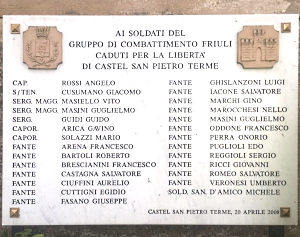 AI SOLDATI DEL
GRUPPO DI COMBATTIMENTO FRIULI
CADUTI PER LA LIBERTA'
DI CASTEL SAN PIETRO TERME
CAP. ROSSI ANGELO
S/TEN. CUSUMANO GIACOMO
SERG. MAGG. MASIELLO VITO
SERG. MAGG. MASINI GUGLIELMO
SERG. GUIDI GUIDO
CAPOR. ARICA GAVINO
CAPOR. SOLAZZI MARIO
FANTE ARENA FRANCESCO
FANTE BARTOLI ROBERTO
FANTE BRESCIANINI FRANCESCO
FANTE CASTAGNA SALVATORE
FANTE CIUFFINI AURELIO
FANTE CUTTIGNI EGIDIO
FANTE FASANO GIUSEPPE
FANTE GHISLANZONI LUIGI
FANTE IACONE SALVATORE
FANTE MARCHI GINO
FANTE MAROCCHESI NELLO
FANTE MASINI GUGLIELMO
FANTE ODDONE FRANCESCO
FANTE PERRA ONORIO
FANTE PUGLIOLI EDO
FANTE REGGIOLI SERGIO
FANTE RICCI GIOVANNI
FANTE ROMEO SALVATORE
FANTE VERONESI UMBERTO
SOLD. SAN. D'AMICO MICHELE
CASTEL SAN PIETRO TERME, 20 APRILE 2008